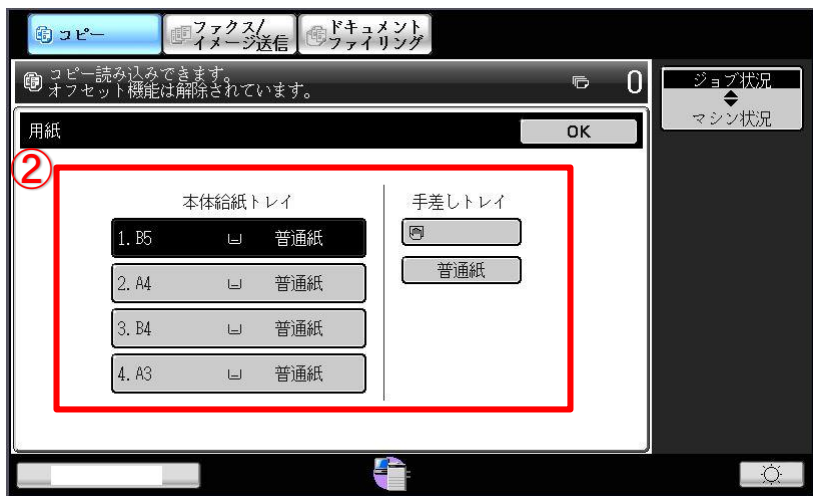 コピー
ファクス/
イメージ送信
ドキュメント
ファイリング
コピー読み込みできます。
オフセット機能は解除されています。
0
ジョブ状況
マシン状況
用紙
OK
②
本体給紙トレイ
手差しトレイ
1. B5 普通紙
2. A4 普通紙
3. B4 普通紙
4. A3 普通紙
普通紙